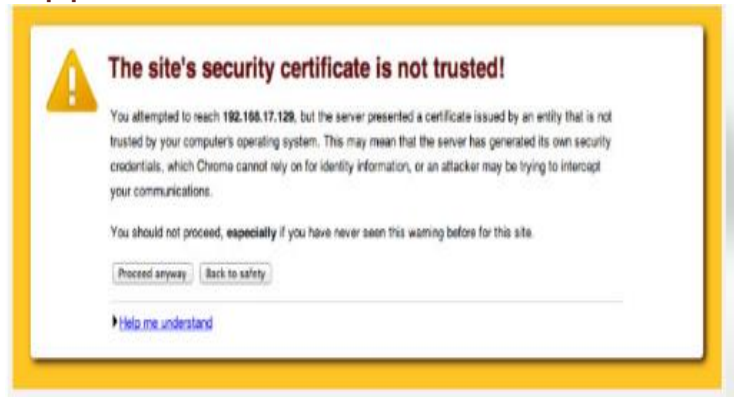 The site's security certificate is not trusted!
You attempted to reach 192.168.17.129, but the server presented a certificate issued by an entity that is not
trusted by your computer's operating system. This may mean that the server has generated its own security
credentials, which Chrome cannot rely on for identity information, or an attacker may be trying to intercept
your communications.
You should not proceed, especially if you have never seen this warning before for this site.
Proceed anyway Back to safety
Help me understand